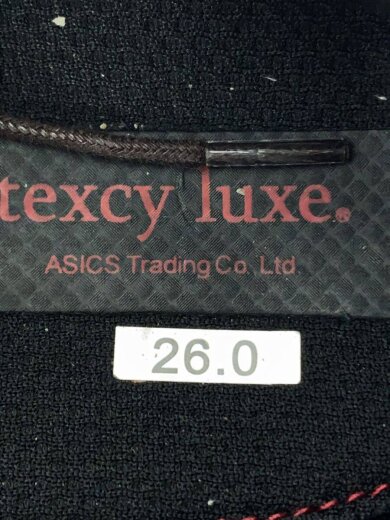 texcy luxe.®
ASICS Trading Co. Ltd.
26.0